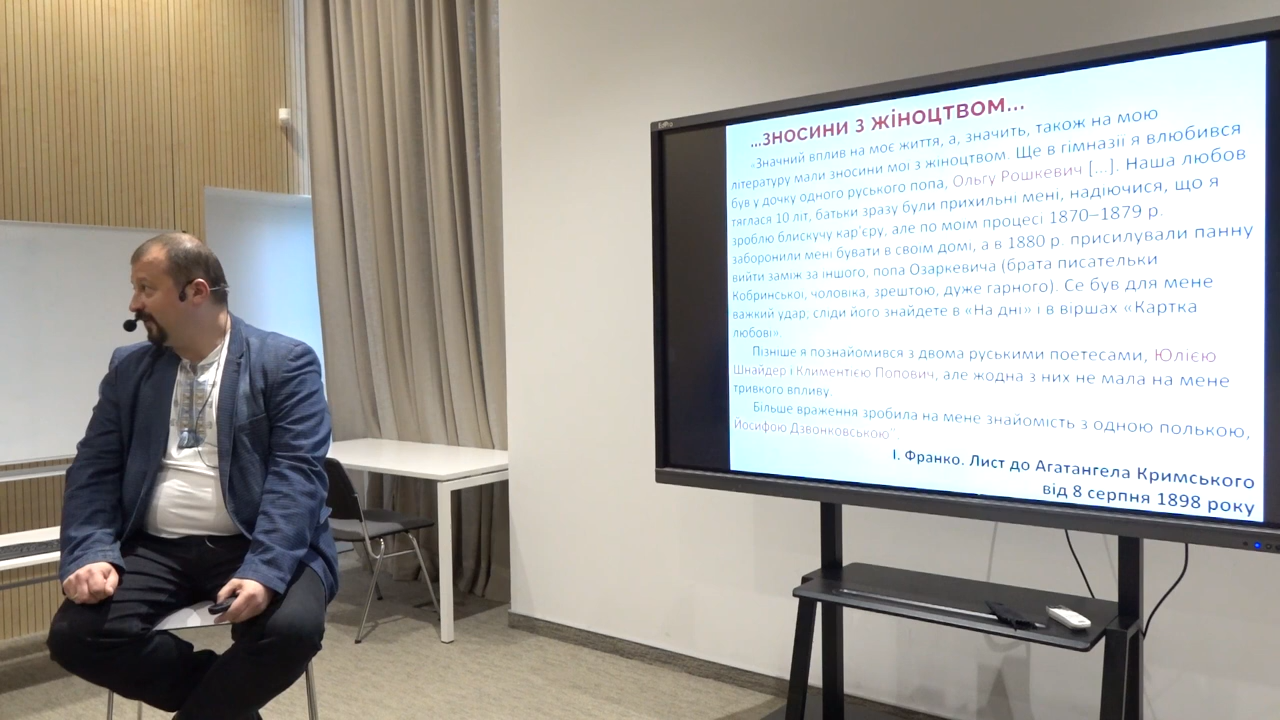 ...зносини з жіноцтвом...
„Значний вплив на моє життя, а, значить, також на мою
літературу мали зносини мої з жіноцтвом. Ще в гімназії я влюбився
був у дочку одного руського попа, Ольгу Рошкевич [...]. Наша любов
тяглася 10 літ, батьки зразу були прихильні мені, надіючися, що я
зроблю блискучу кар'єру, але по моїм процесі 1870–1879 р.
заборонили мені бувати в своїм домі, а в 1880 р. присилували панну
вийти заміж за іншого, попа Озаркевича (брата писательки
Кобринської, чоловіка, зрештою, дуже гарного). Се був для мене
важкий удар; сліди його знайдете в «На дні» і в віршах «Картка
любові».
Пізніше я познайомився з двома руськими поетесами, Юлією
Шнайдер і Климентією Попович, але жодна з них не мала на мене
тривкого впливу.
Більше враження зробила на мене знайомість з одною полькою,
Йосифою Дзвонковською".
І. Франко. Лист до Агатангела Кримського
від 8 серпня 1898 року